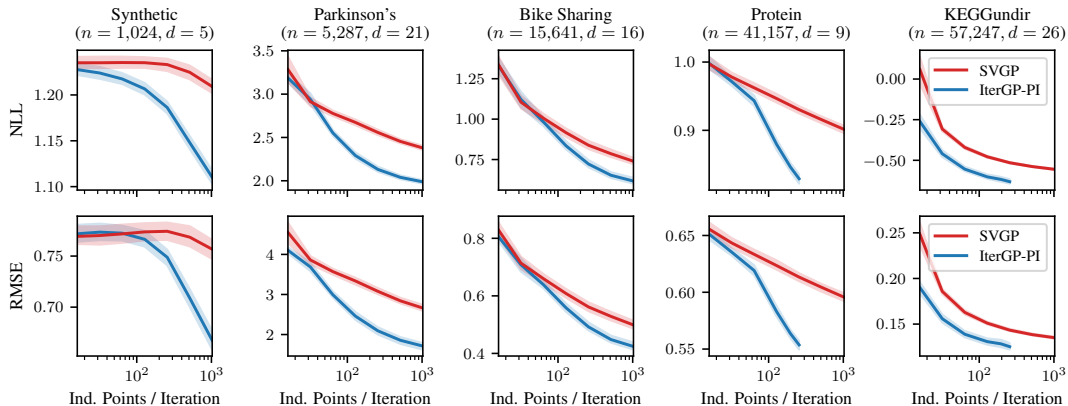 Synthetic
(n = 1,024, d = 5)
Parkinson's
(n = 5,287, d = 21)
Bike Sharing
(n = 15,641, d = 16)
Protein
(n = 41,157, d = 9)
KEGGundir
(n = 57,247, d = 26)
NLL
1.20
1.15
1.10
3.5
3.0
2.5
2.0
1.25
1.00
0.75
1.0
0.9
0.00
−0.25
−0.50
SVGP
IterGP-PI
RMSE
0.75
0.70
4
3
2
0.8
0.6
0.4
0.65
0.60
0.55
0.25
0.20
0.15
SVGP
IterGP-PI
10² 10³
10² 10³
10² 10³
10² 10³
10² 10³
Ind. Points / Iteration
Ind. Points / Iteration
Ind. Points / Iteration
Ind. Points / Iteration
Ind. Points / Iteration